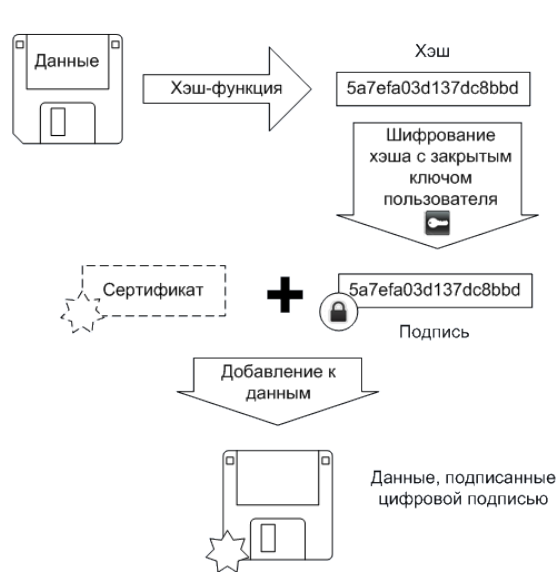 Данные
Хэш-функция
Хэш
5a7efa03d137dc8bbd
Шифрование
хэша с закрытым
ключом
пользователя
Сертификат
5a7efa03d137dc8bbd
Подпись
Добавление к
данным
Данные, подписанные
цифровой подписью